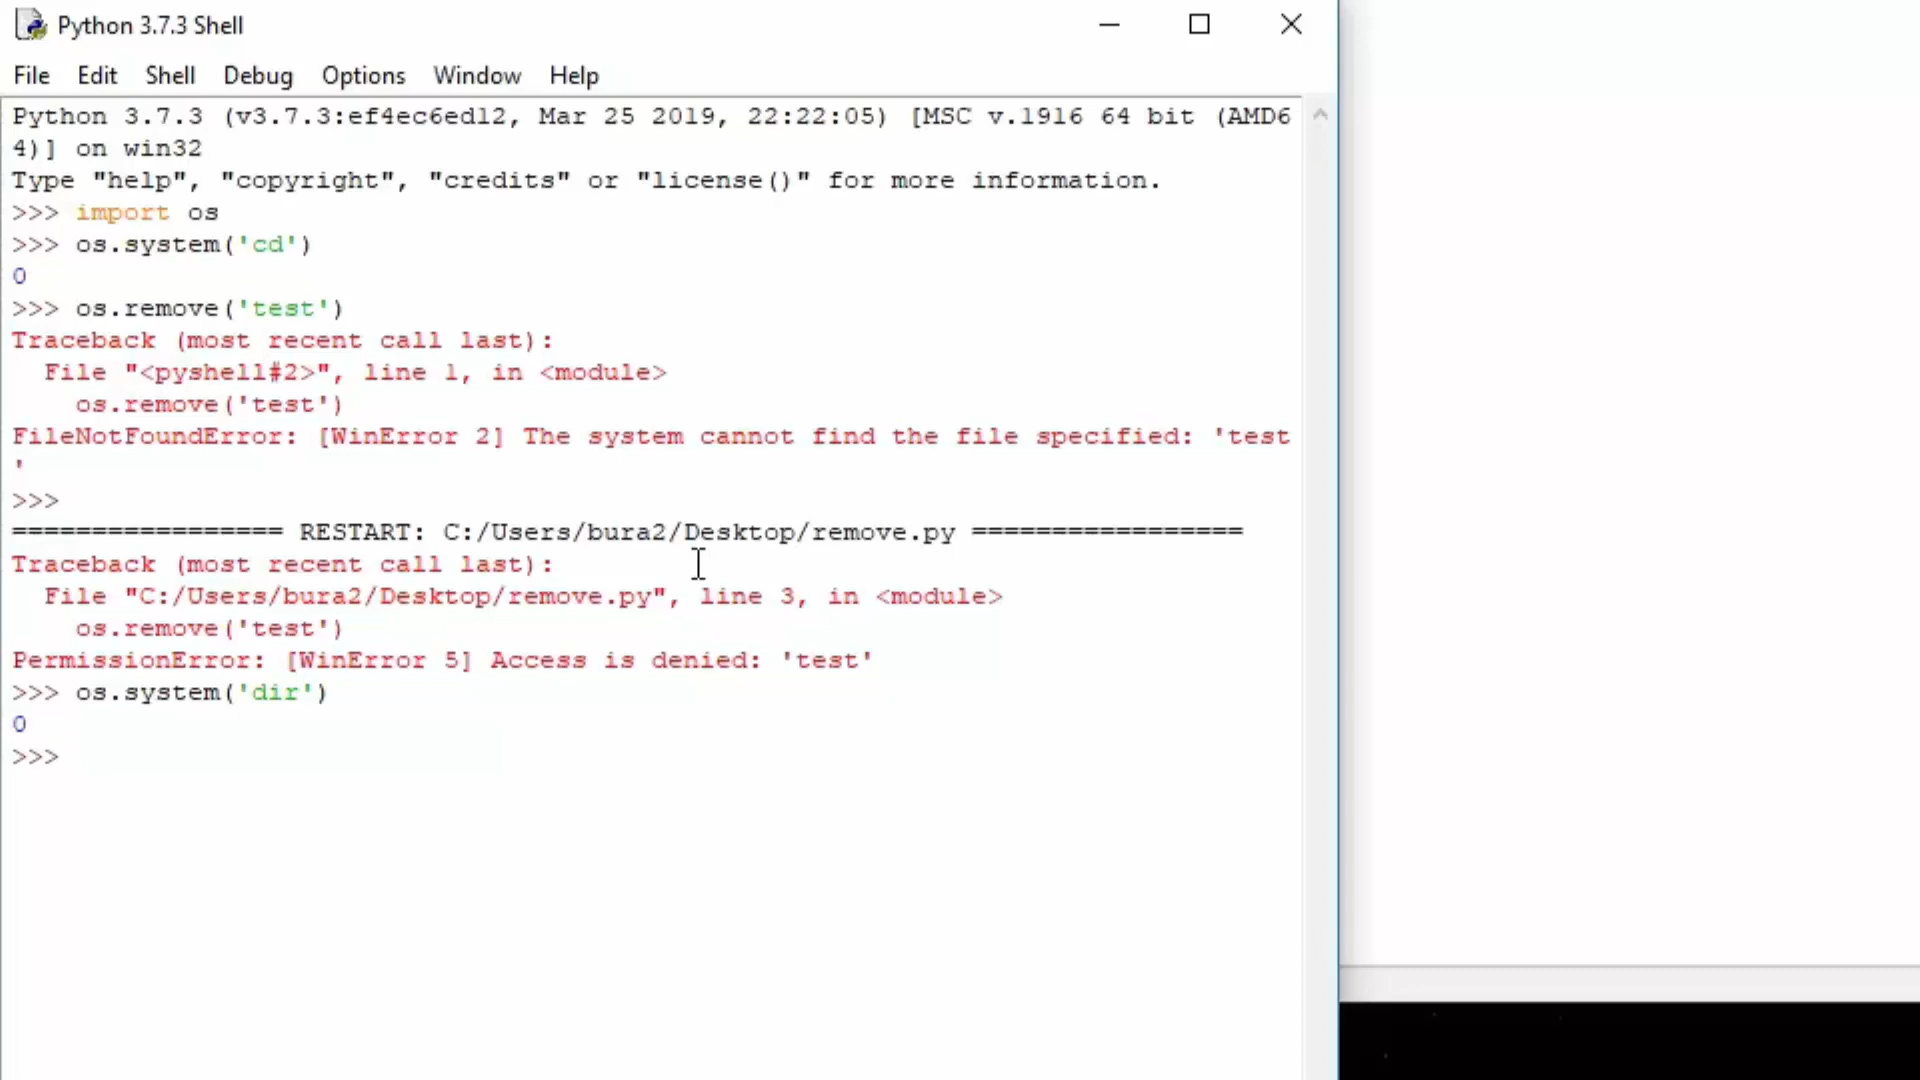 Python 3.7.3 Shell
File Edit Shell Debug Options Window Help
Python 3.7.3 (v3.7.3:ef4ec6ed12, Mar 25 2019, 22:22:05) [MSC v.1916 64 bit (AMD6
4)] on win32
Type "help", "copyright", "credits" or "license()" for more information.
>>> import os
>>> os.system('cd')
0
>>> os.remove('test')
Traceback (most recent call last):
  File "<pyshell#2>", line 1, in <module>
    os.remove('test')
FileNotFoundError: [WinError 2] The system cannot find the file specified: 'test
'
>>>
================= RESTART: C:/Users/bura2/Desktop/remove.py =================
Traceback (most recent call last):
  File "C:/Users/bura2/Desktop/remove.py", line 3, in <module>
    os.remove('test')
PermissionError: [WinError 5] Access is denied: 'test'
>>> os.system('dir')
0
>>>